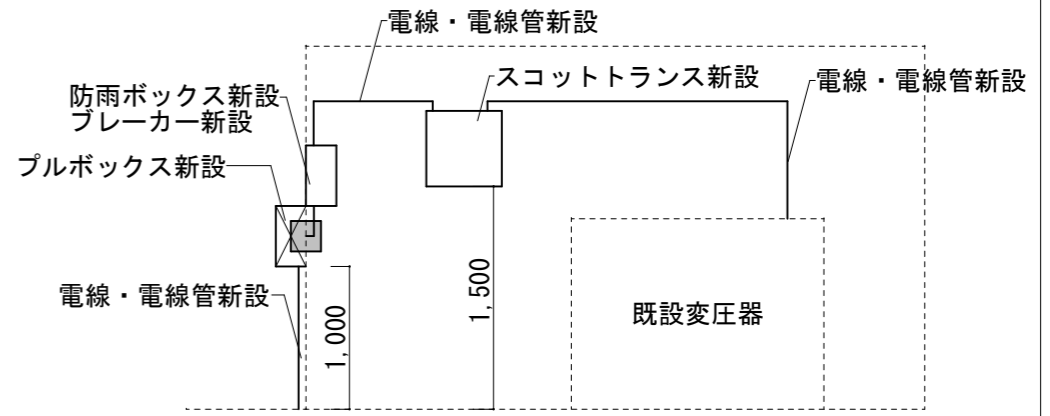 電線・電線管新設
スコットトランス新設
電線・電線管新設
防雨ボックス新設
ブレーカー新設
プルボックス新設
電線・電線管新設
1,000
1,500
既設変圧器